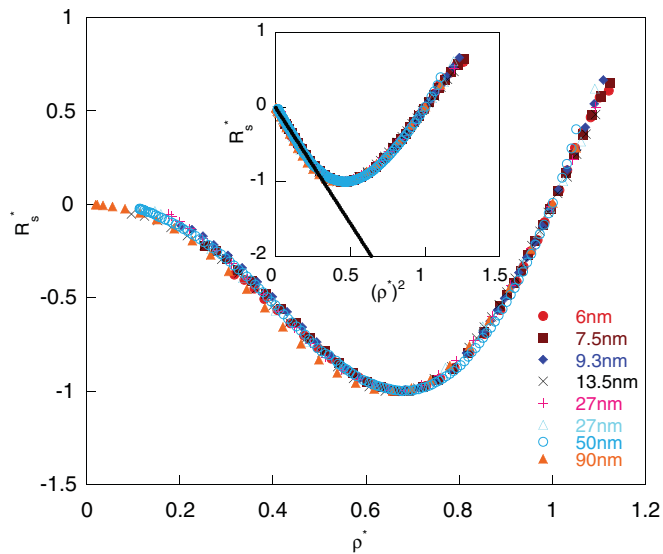 1
0.5
0
-0.5
-1
-1.5
R_s^*
0 0.2 0.4 0.6 0.8 1 1.2
ρ^*
1
0
-1
-2
R_s^*
0 0.5 1 1.5
(ρ^*)^2
6nm
7.5nm
9.3nm
13.5nm
27nm
27nm
50nm
90nm